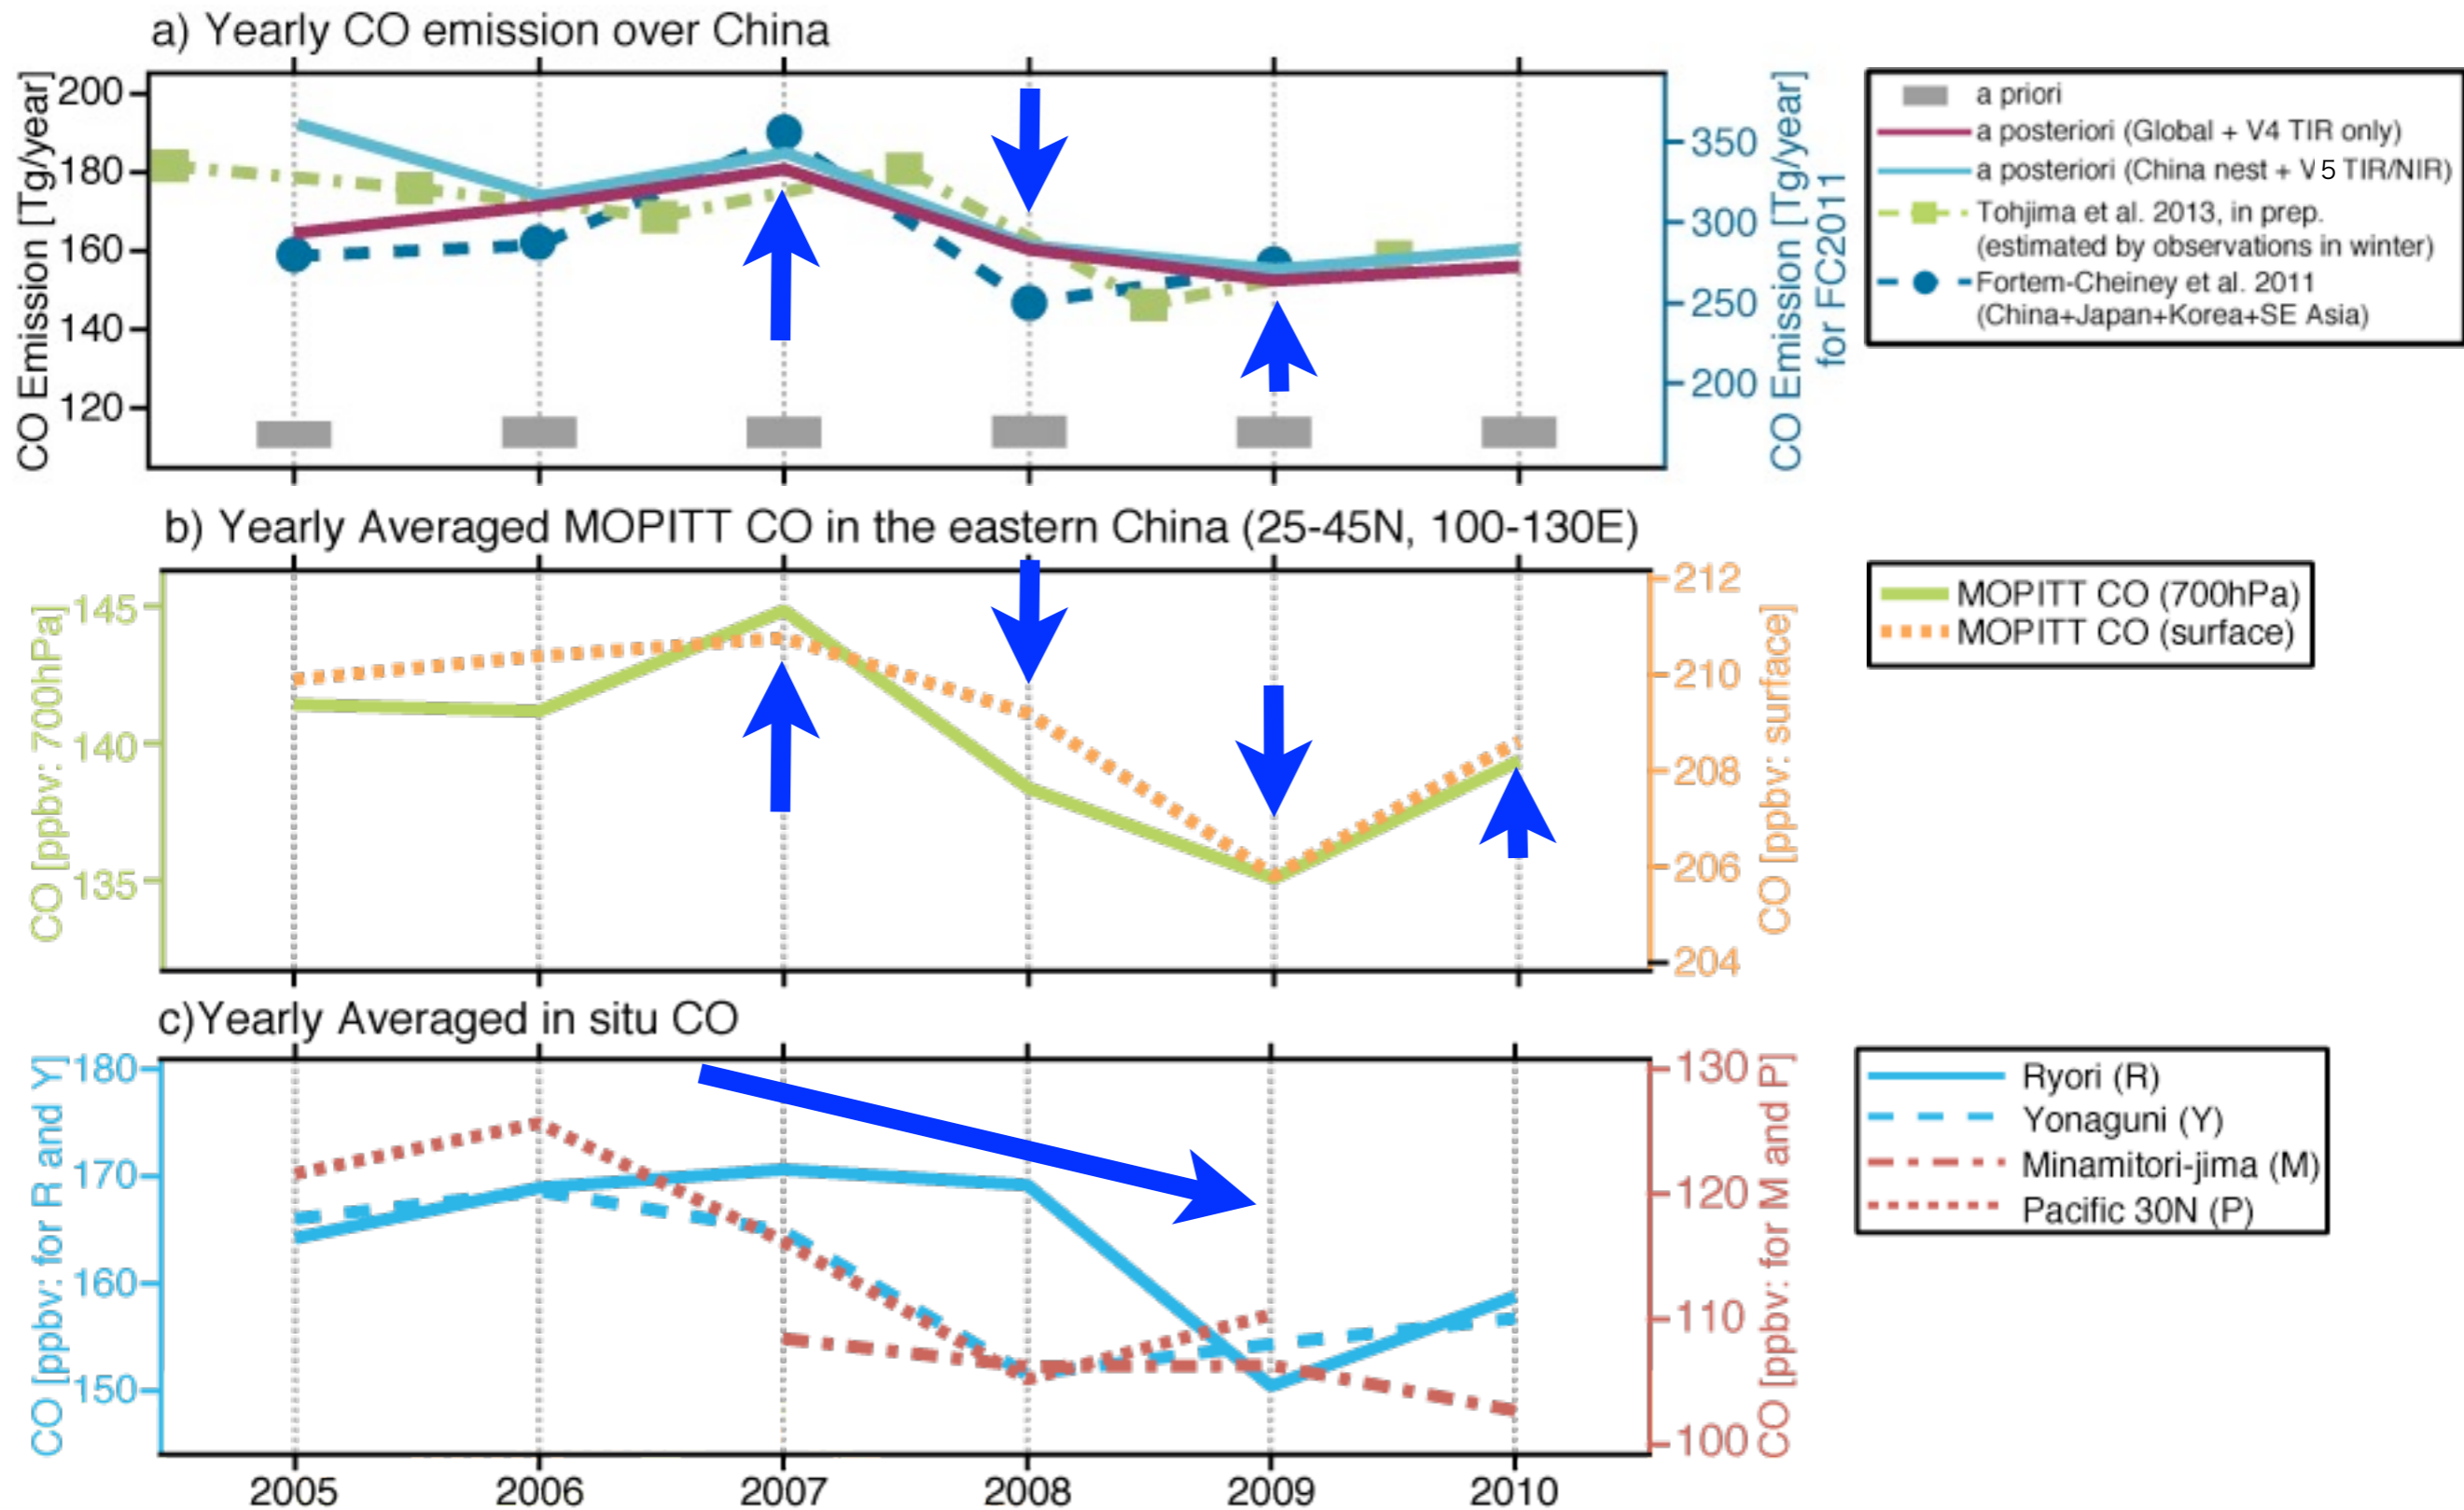 a) Yearly CO emission over China
CO Emission [Tg/year]
200
180
160
140
120
350
300
250
200
CO Emission [Tg/year]
for FC2011
a priori
a posteriori (Global + V4 TIR only)
a posteriori (China nest + V5 TIR/NIR)
Tohjima et al. 2013, in prep.
(estimated by observations in winter)
Fortem-Cheiney et al. 2011
(China+Japan+Korea+SE Asia)
b) Yearly Averaged MOPITT CO in the eastern China (25-45N, 100-130E)
CO [ppbv: 700hPa]
145
140
135
212
210
208
206
204
CO [ppbv: surface]
MOPITT CO (700hPa)
MOPITT CO (surface)
c)Yearly Averaged in situ CO
CO [ppbv: for R and Y]
180
170
160
150
130
120
110
100
CO [ppbv: for M and P]
Ryori (R)
Yonaguni (Y)
Minamitori-jima (M)
Pacific 30N (P)
2005 2006 2007 2008 2009 2010